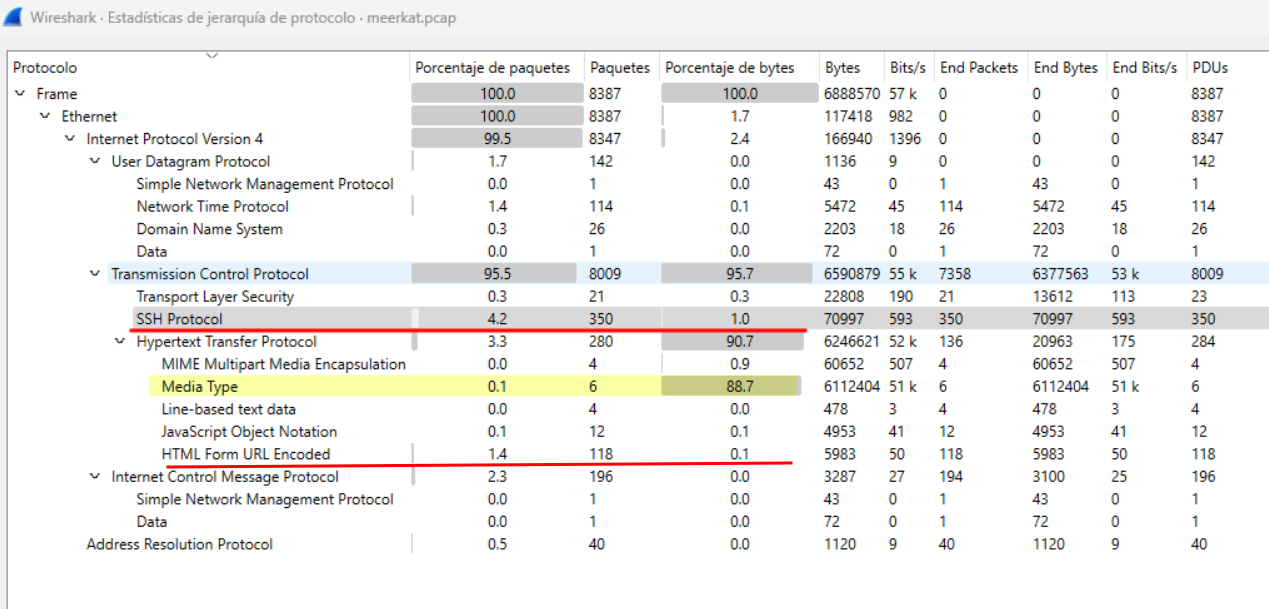 Wireshark · Estadísticas de jerarquía de protocolo · meerkat.pcap
Protocolo Porcentaje de paquetes Paquetes Porcentaje de bytes Bytes Bits/s End Packets End Bytes End Bits/s PDUs
Frame 100.0 8387 100.0 6888570 57 k 0 0 0 8387
Ethernet 100.0 8387 1.7 117418 982 0 0 0 8387
Internet Protocol Version 4 99.5 8347 2.4 166940 1396 0 0 0 8347
User Datagram Protocol 1.7 142 0.0 1136 9 0 0 0 142
Simple Network Management Protocol 0.0 1 0.0 43 0 1 43 0 1
Network Time Protocol 1.4 114 0.1 5472 45 114 5472 45 114
Domain Name System 0.3 26 0.0 2203 18 26 2203 18 26
Data 0.0 1 0.0 72 0 1 72 0 1
Transmission Control Protocol 95.5 8009 95.7 6590879 55 k 7358 6377563 53 k 8009
Transport Layer Security 0.3 21 0.3 22808 190 21 13612 113 23
SSH Protocol 4.2 350 1.0 70997 593 350 70997 593 350
Hypertext Transfer Protocol 3.3 280 90.7 6246621 52 k 136 20963 175 284
MIME Multipart Media Encapsulation 0.0 4 0.9 60652 507 4 60652 507 4
Media Type 0.1 6 88.7 6112404 51 k 6 6112404 51 k 6
Line-based text data 0.0 4 0.0 478 3 4 478 3 4
JavaScript Object Notation 0.1 12 0.1 4953 41 12 4953 41 12
HTML Form URL Encoded 1.4 118 0.1 5983 50 118 5983 50 118
Internet Control Message Protocol 2.3 196 0.0 3287 27 194 3100 25 196
Simple Network Management Protocol 0.0 1 0.0 43 0 1 43 0 1
Data 0.0 1 0.0 72 0 1 72 0 1
Address Resolution Protocol 0.5 40 0.0 1120 9 40 1120 9 40